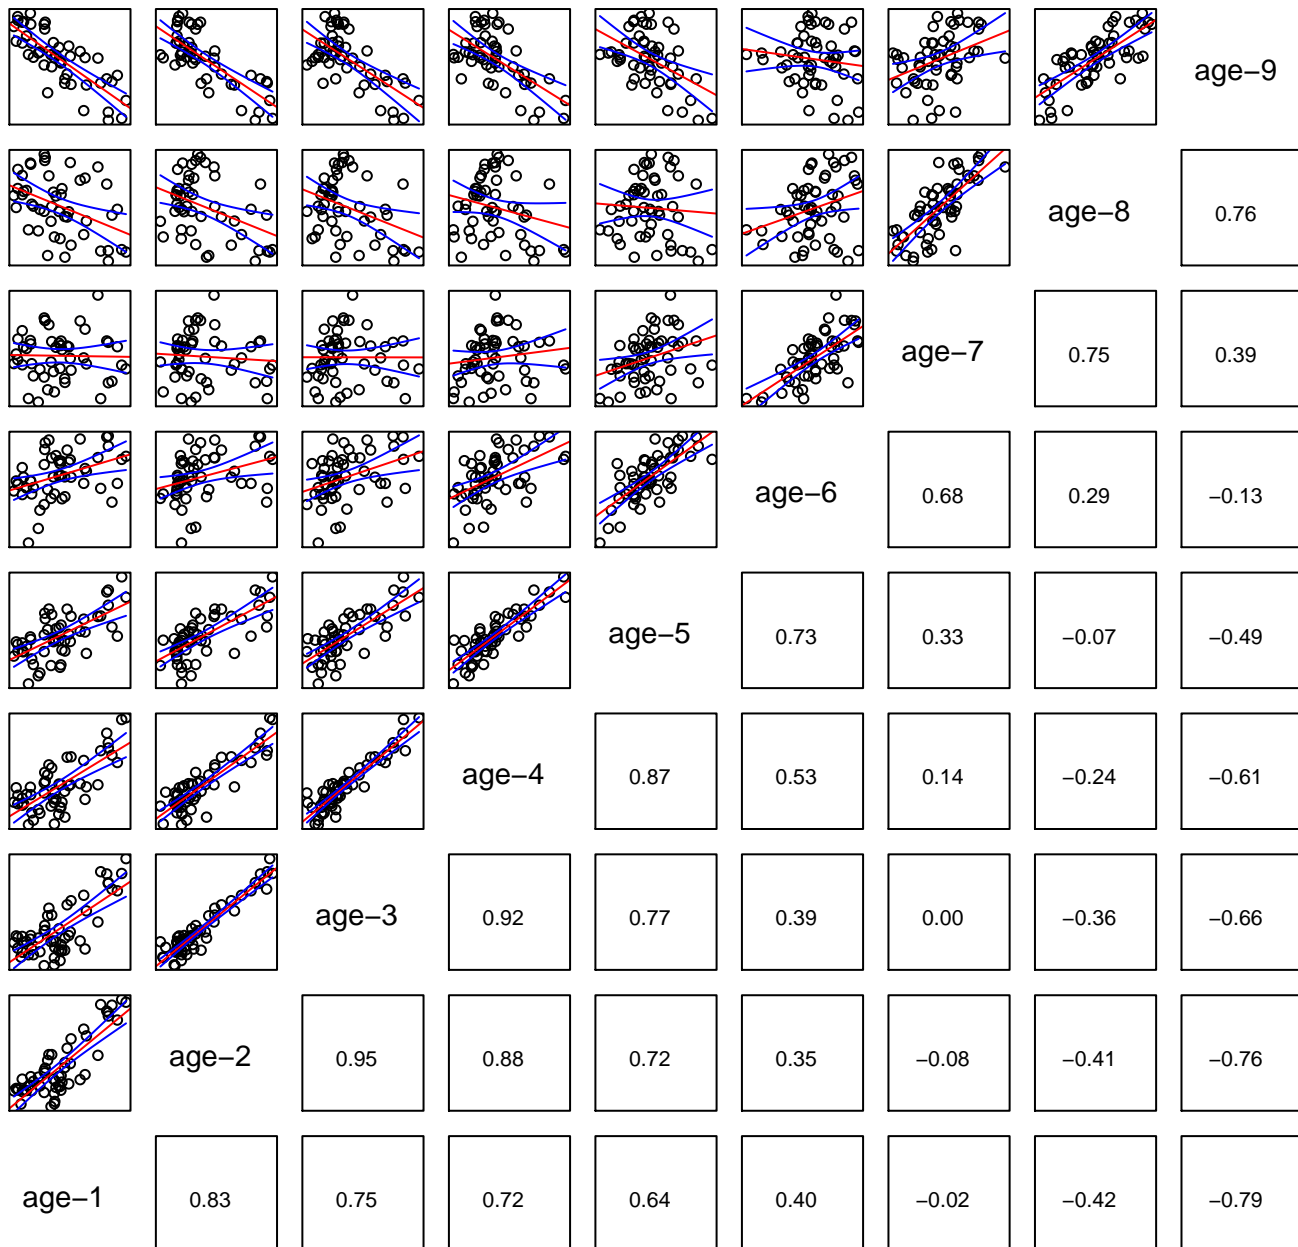 age−9
age−8 0.76
age−7 0.75 0.39
age−6 0.68 0.29 −0.13
age−5 0.73 0.33 −0.07 −0.49
age−4 0.87 0.53 0.14 −0.24 −0.61
age−3 0.92 0.77 0.39 0.00 −0.36 −0.66
age−2 0.95 0.88 0.72 0.35 −0.08 −0.41 −0.76
age−1 0.83 0.75 0.72 0.64 0.40 −0.02 −0.42 −0.79